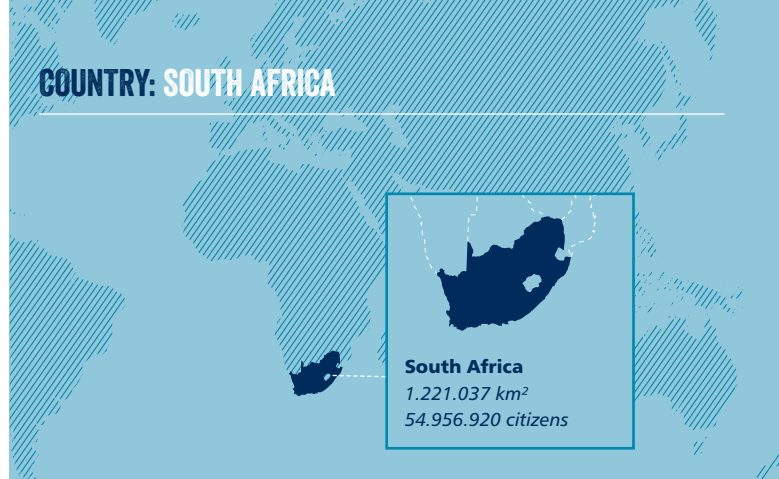 COUNTRY: SOUTH AFRICA
South Africa
1.221.037 km²
54.956.920 citizens